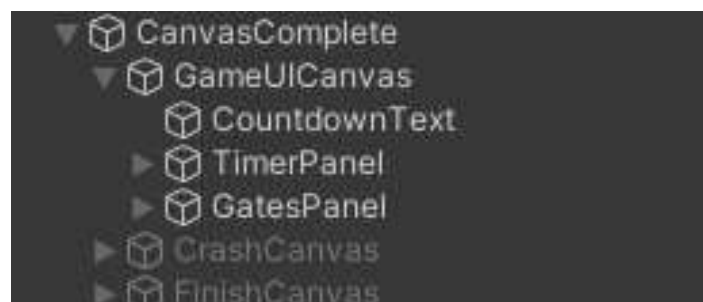 CanvasComplete
GameUICanvas
CountdownText
TimerPanel
GatesPanel
CrashCanvas
FinishCanvas